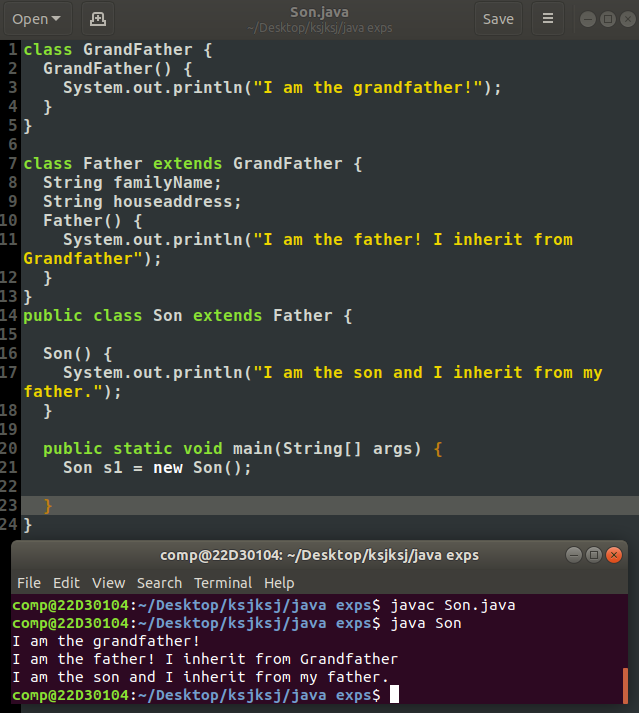 Open
Son.java
~/Desktop/ksjksj/java exps
Save
1 class GrandFather {
2   GrandFather() {
3     System.out.println("I am the grandfather!");
4   }
5 }
6
7 class Father extends GrandFather {
8   String familyName;
9   String houseaddress;
10   Father() {
11     System.out.println("I am the father! I inherit from
Grandfather");
12   }
13 }
14 public class Son extends Father {
15
16   Son() {
17     System.out.println("I am the son and I inherit from my
father.");
18   }
19
20   public static void main(String[] args) {
21     Son s1 = new Son();
22
23   }
24 }
comp@22D30104: ~/Desktop/ksjksj/java exps
File Edit View Search Terminal Help
comp@22D30104:~/Desktop/ksjksj/java exps$ javac Son.java
comp@22D30104:~/Desktop/ksjksj/java exps$ java Son
I am the grandfather!
I am the father! I inherit from Grandfather
I am the son and I inherit from my father.
comp@22D30104:~/Desktop/ksjksj/java exps$